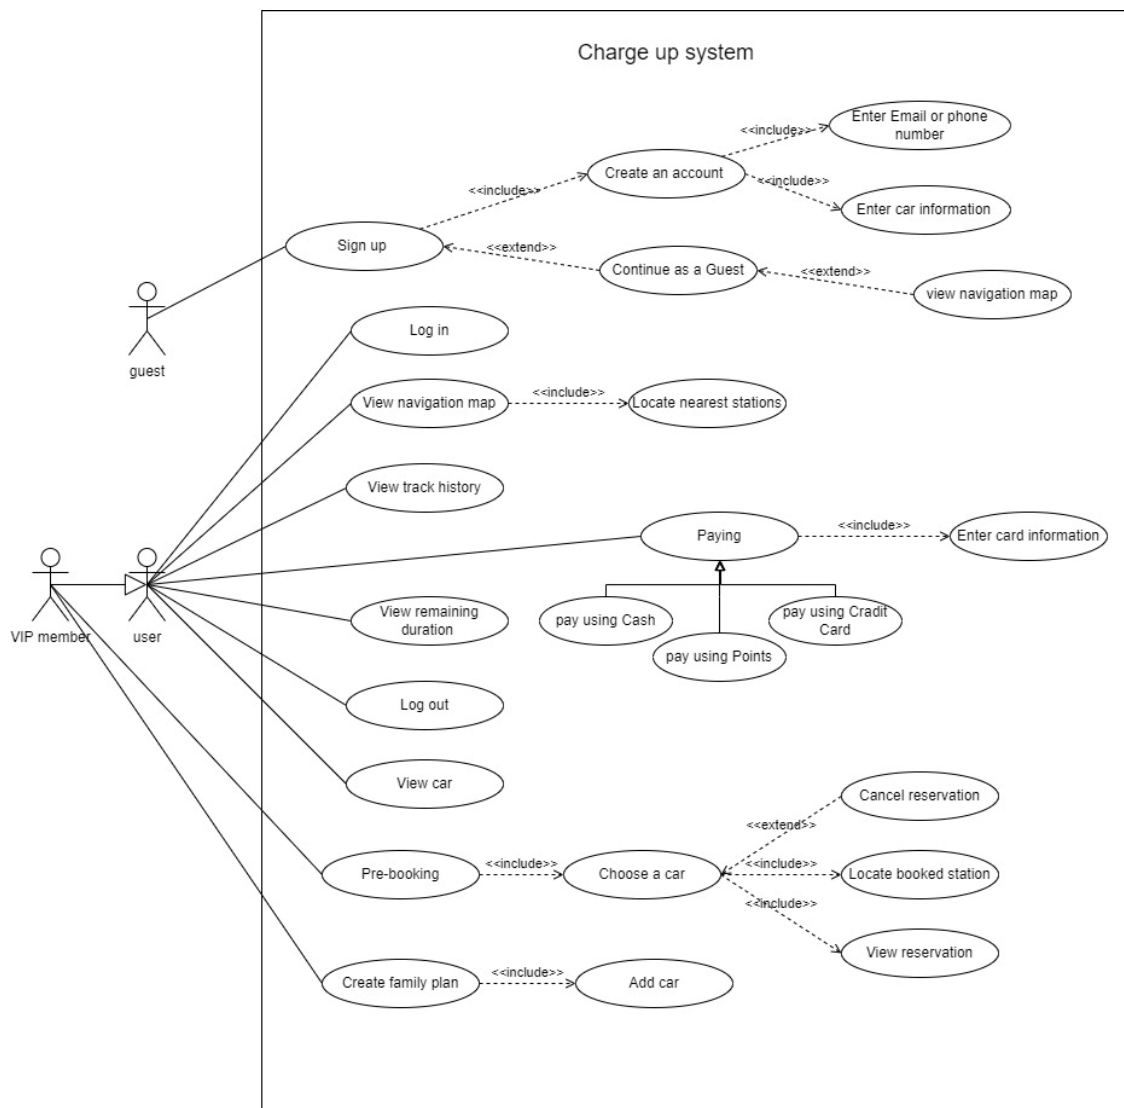 Charge up system
Enter Email or phone
number
<<include>>
Create an account
<<include>>
<<include>>
Enter car information
Sign up
<<extend>>
Continue as a Guest
<<extend>>
view navigation map
guest
Log in
View navigation map
<<include>>
Locate nearest stations
View track history
Paying
<<include>>
Enter card information
VIP member
user
View remaining
duration
pay using Cash
pay using Cradit
Card
pay using Points
Log out
View car
Cancel reservation
<<extend>>
Pre-booking
<<include>>
Choose a car
<<include>>
Locate booked station
<<include>>
View reservation
Create family plan
<<include>>
Add car